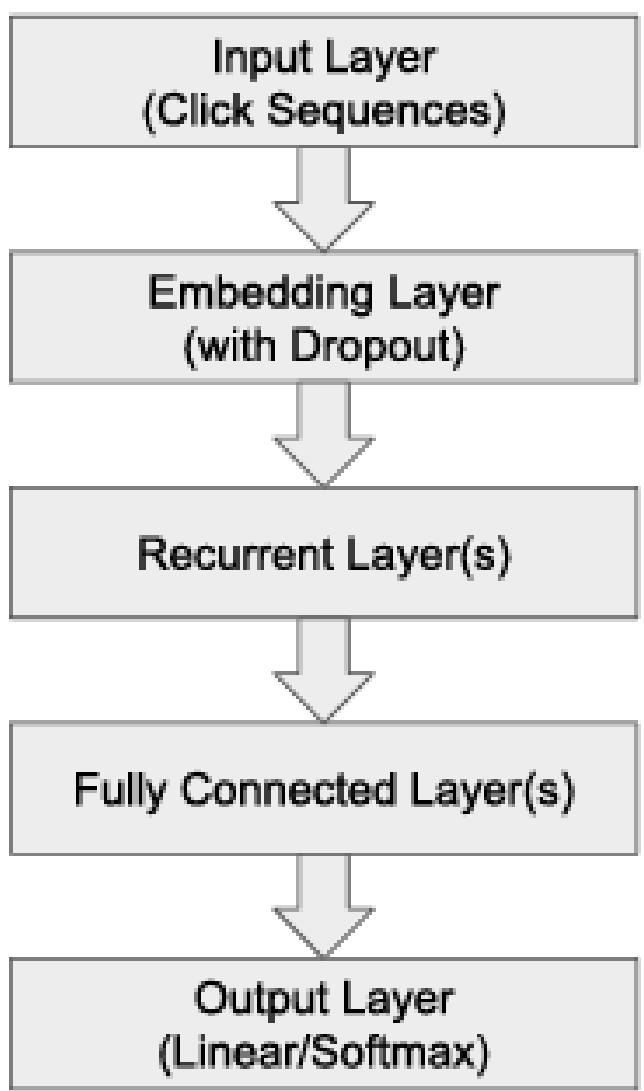 Input Layer
(Click Sequences)
Embedding Layer
(with Dropout)
Recurrent Layer(s)
Fully Connected Layer(s)
Output Layer
(Linear/Softmax)